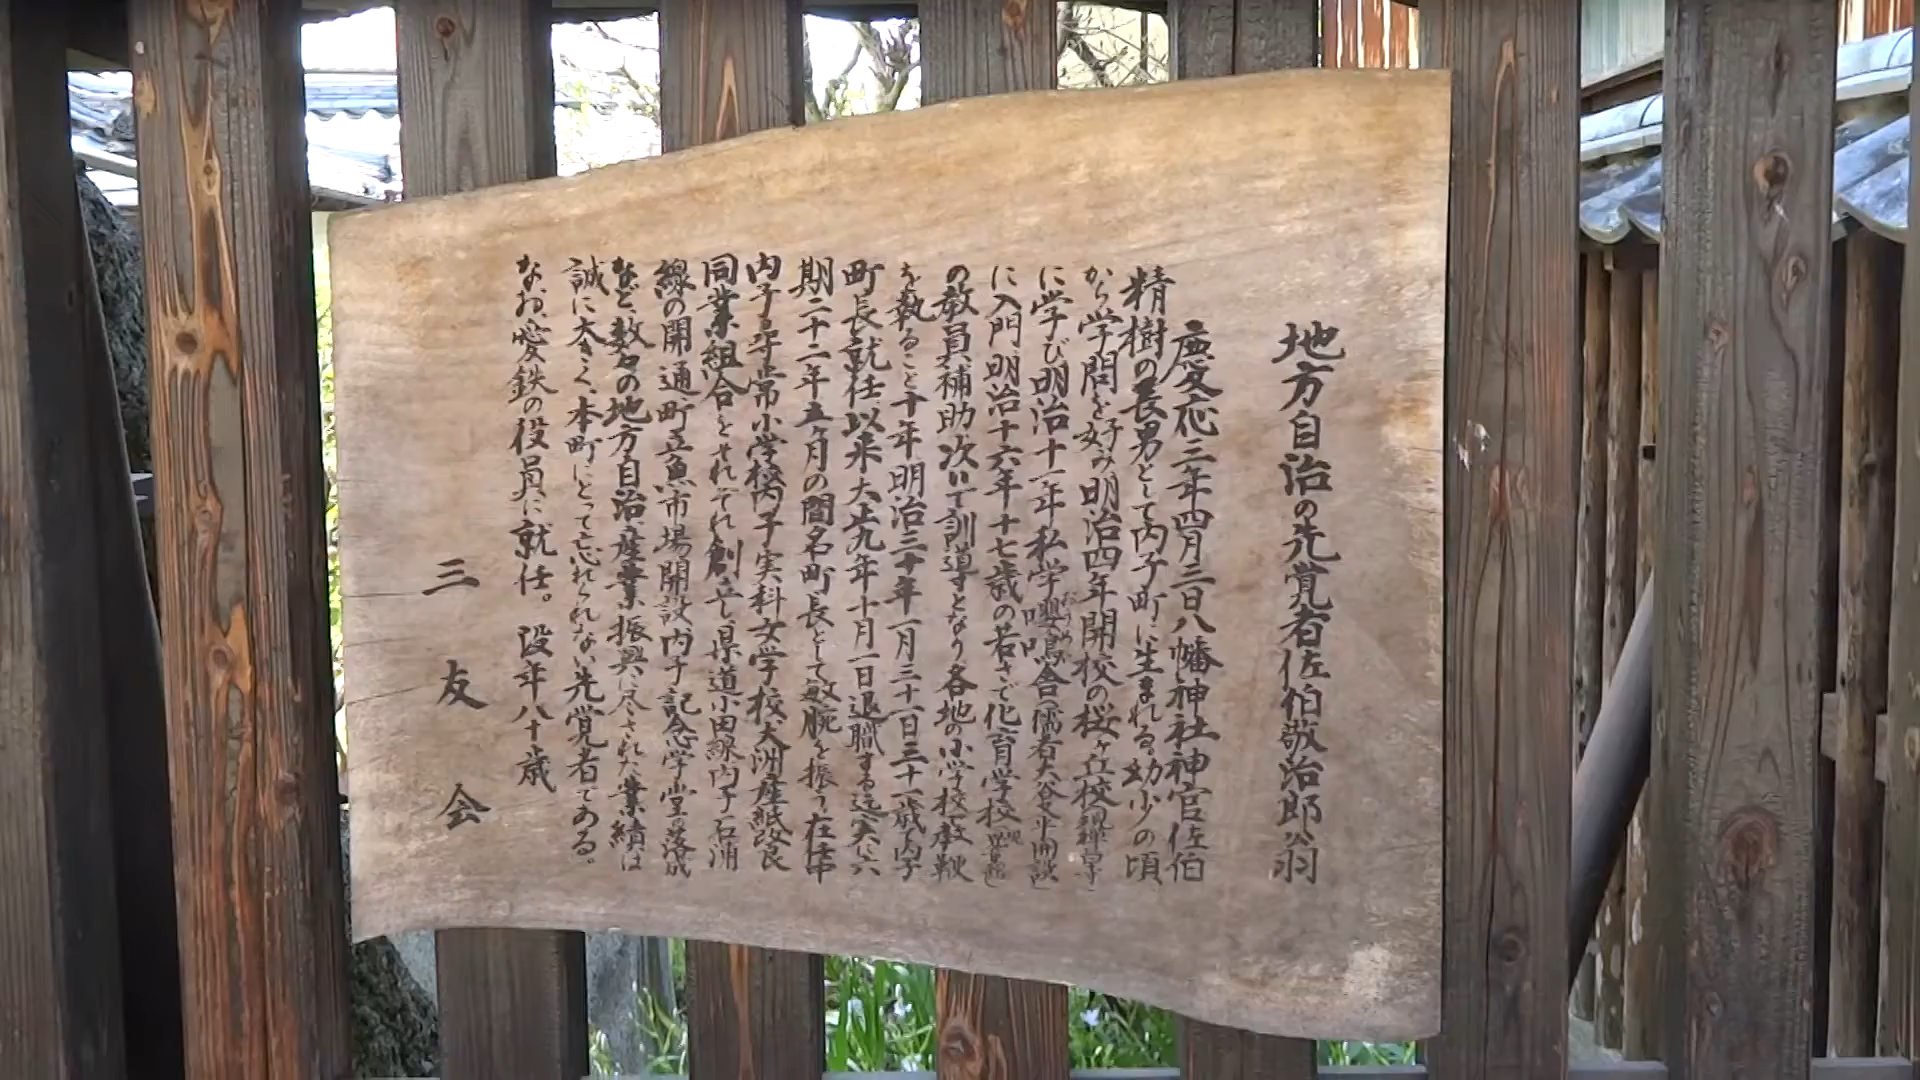 地方自治の先覚者佐伯敬治郎翁
慶応三年四月三日八幡神社神官佐伯
精樹の長男として内子町に生まれる。幼少の頃
から学問を好み明治四年開校の桜ヶ丘校
に学び明治十一年私学嚶鳴舎(儒者大谷 開設)
に入門明治十六年十七歳の若さで化育学校
の教員補助、次いで訓導となり各地の小学校教鞭
を執ること十年明治三十年一月三十一日三十一歳内子
町長就任、以来大正九年十月一日退職する迄実に六
期二十二年五ヶ月の間名町長として敏腕を振う、在任中
内子尋常小学校、内子実科女学校、大洲産紙改良
同業組合をそれぞれ創立し、県道小田線内子石浦
線の開通町立魚市場開設内子記念学堂の落成
など、数々の地方自治、産業振興に尽された業績は
誠に大きく、本町にとって忘れられない先覚者である。
なお、愛鉄の役員に就任。 没年八十歳
三友会